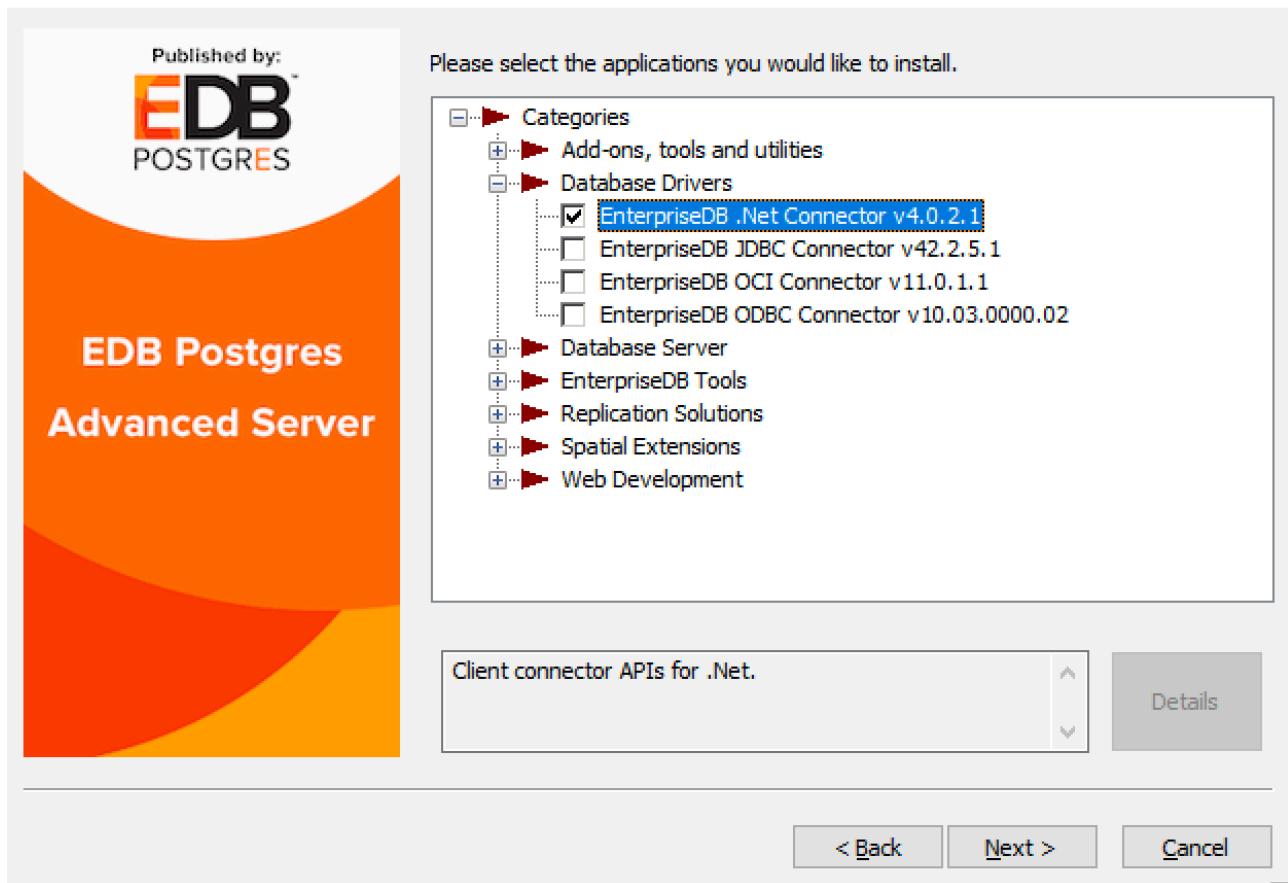 Published by:
EDB™
POSTGRES
EDB Postgres
Advanced Server
Please select the applications you would like to install.
Categories
Add-ons, tools and utilities
Database Drivers
EnterpriseDB .Net Connector v4.0.2.1
EnterpriseDB JDBC Connector v42.2.5.1
EnterpriseDB OCI Connector v11.0.1.1
EnterpriseDB ODBC Connector v10.03.0000.02
Database Server
EnterpriseDB Tools
Replication Solutions
Spatial Extensions
Web Development
Client connector APIs for .Net.
Details
< Back
Next >
Cancel